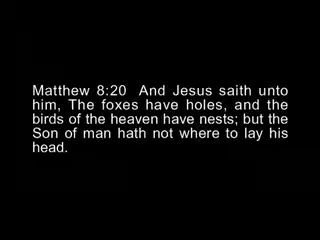 Matthew 8:20  And Jesus saith unto
him, The foxes have holes, and the
birds of the heaven have nests; but the
Son of man hath not where to lay his
head.